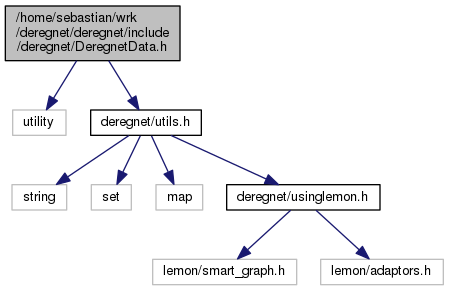 /home/sebastian/wrk
/deregnet/deregnet/include
/deregnet/DeregnetData.h
utility
deregnet/utils.h
string
set
map
deregnet/usinglemon.h
lemon/smart_graph.h
lemon/adaptors.h